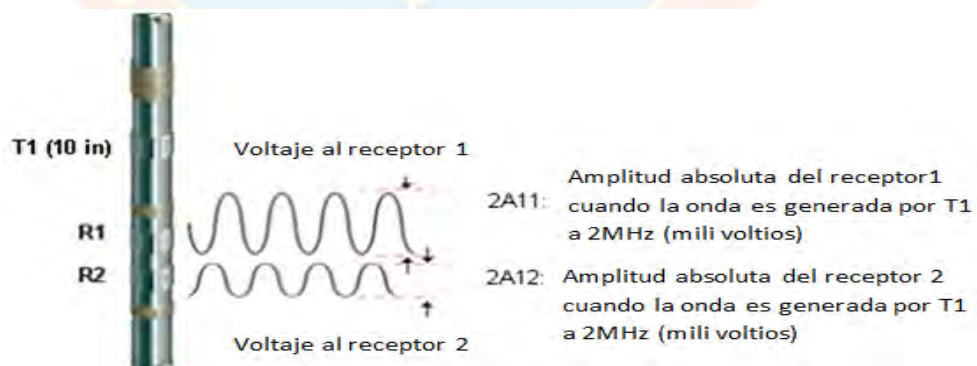 T1 (10 in)
Voltaje al receptor 1
2A11: Amplitud absoluta del receptor1
cuando la onda es generada por T1
a 2MHz (mili voltios)
R1
R2
2A12: Amplitud absoluta del receptor 2
cuando la onda es generada por T1
a 2MHz (mili voltios)
Voltaje al receptor 2